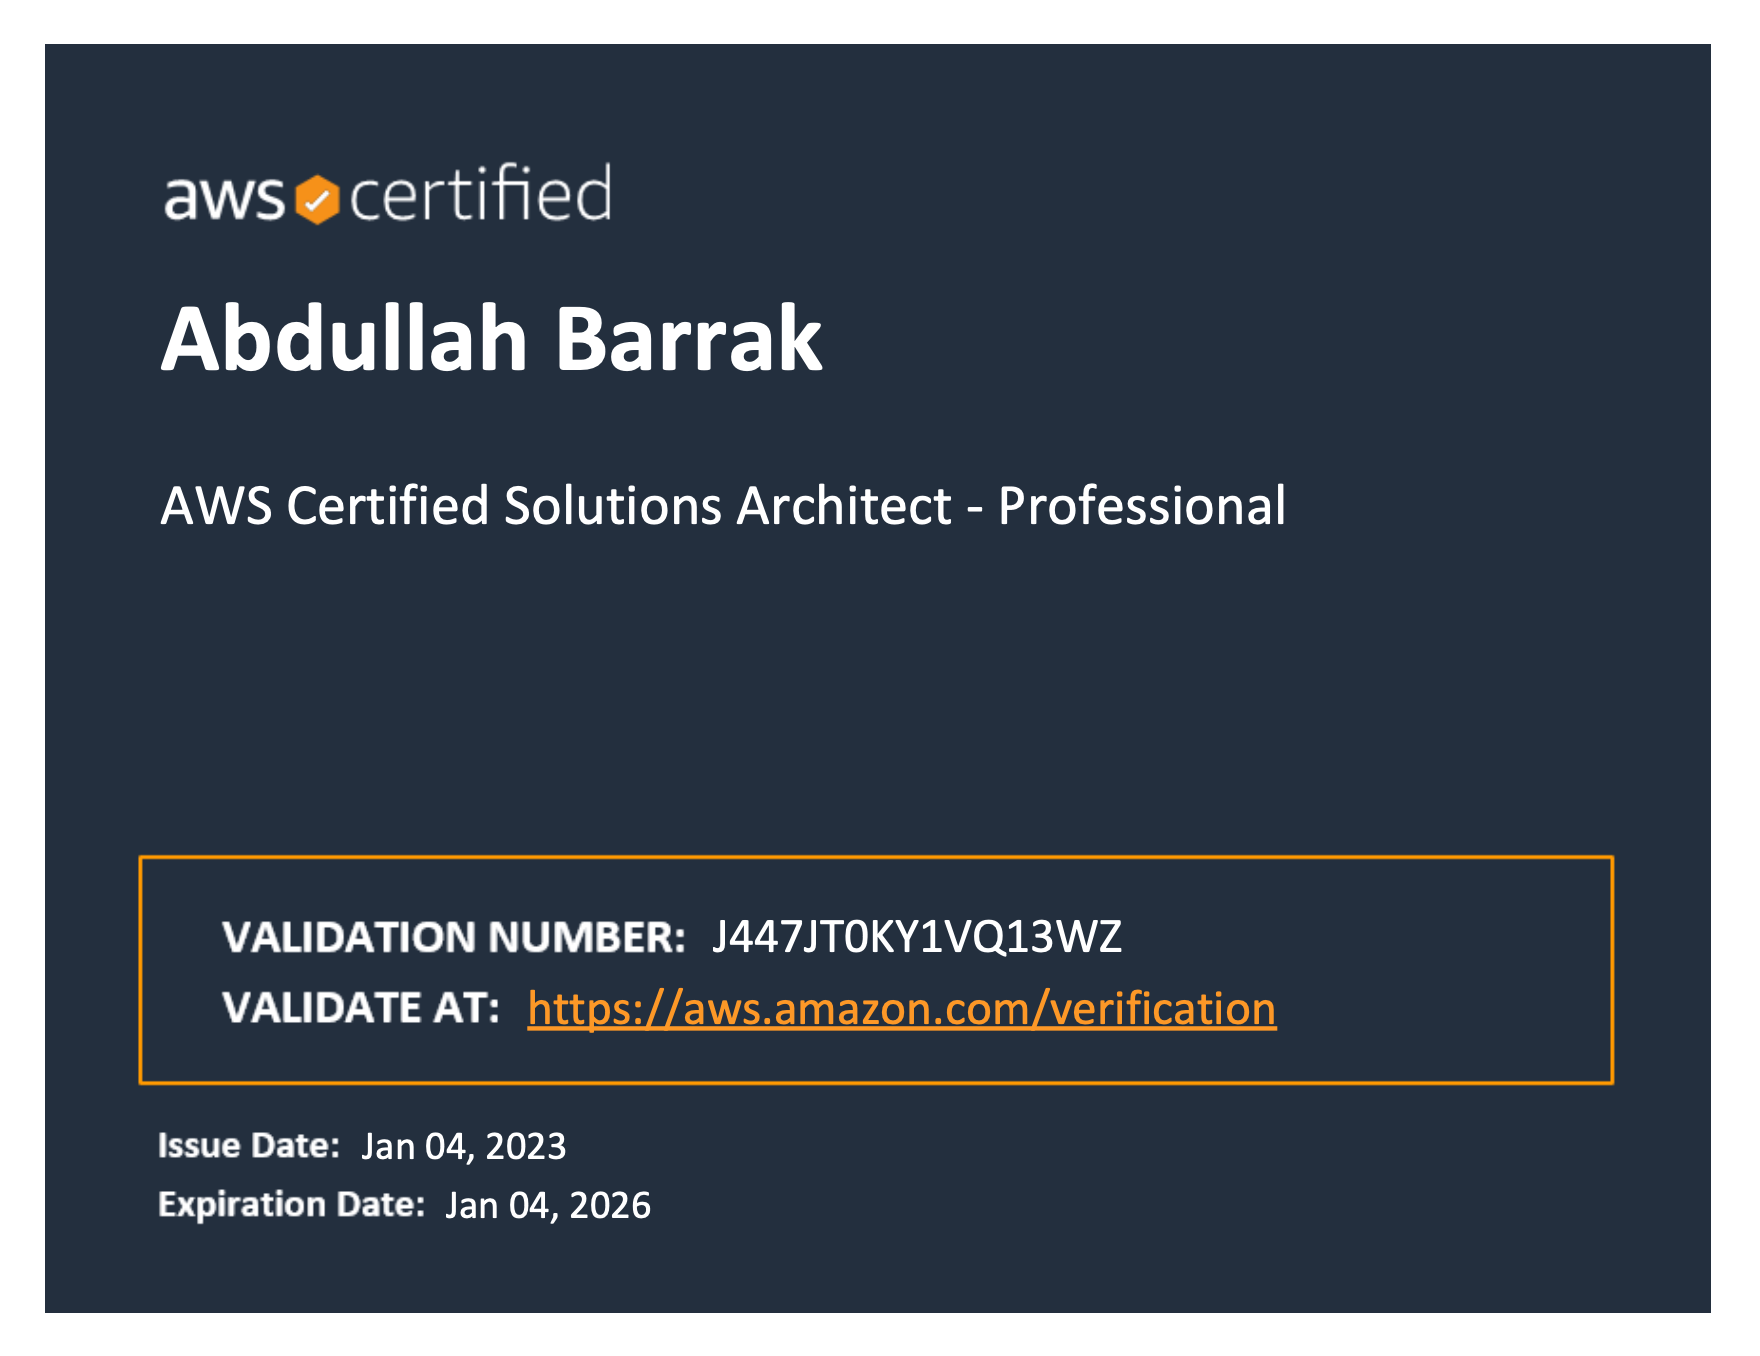 aws certified
Abdullah Barrak
AWS Certified Solutions Architect - Professional
VALIDATION NUMBER: J447JT0KY1VQ13WZ
VALIDATE AT: https://aws.amazon.com/verification
Issue Date: Jan 04, 2023
Expiration Date: Jan 04, 2026